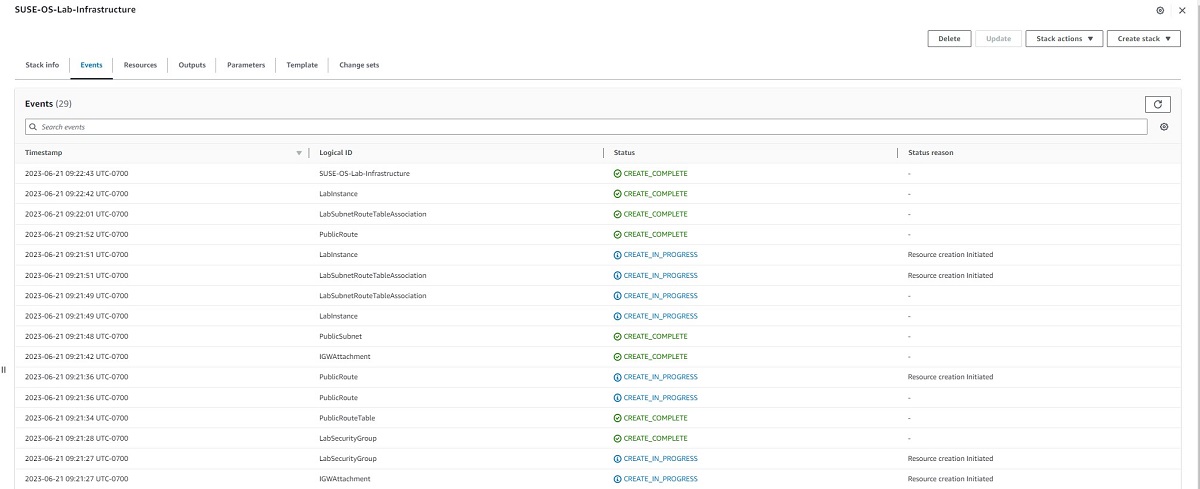 SUSE-OS-Lab-Infrastructure
Delete Update Stack actions Create stack
Stack info Events Resources Outputs Parameters Template Change sets
Events (29)
Search events
Timestamp Logical ID Status Status reason
2023-06-21 09:22:43 UTC-0700 SUSE-OS-Lab-Infrastructure CREATE_COMPLETE -
2023-06-21 09:22:42 UTC-0700 LabInstance CREATE_COMPLETE -
2023-06-21 09:22:01 UTC-0700 LabSubnetRouteTableAssociation CREATE_COMPLETE -
2023-06-21 09:21:52 UTC-0700 PublicRoute CREATE_COMPLETE -
2023-06-21 09:21:51 UTC-0700 LabInstance CREATE_IN_PROGRESS Resource creation Initiated
2023-06-21 09:21:51 UTC-0700 LabSubnetRouteTableAssociation CREATE_IN_PROGRESS Resource creation Initiated
2023-06-21 09:21:49 UTC-0700 LabSubnetRouteTableAssociation CREATE_IN_PROGRESS -
2023-06-21 09:21:49 UTC-0700 LabInstance CREATE_IN_PROGRESS -
2023-06-21 09:21:48 UTC-0700 PublicSubnet CREATE_COMPLETE -
2023-06-21 09:21:42 UTC-0700 IGWAttachment CREATE_COMPLETE -
2023-06-21 09:21:36 UTC-0700 PublicRoute CREATE_IN_PROGRESS Resource creation Initiated
2023-06-21 09:21:36 UTC-0700 PublicRoute CREATE_IN_PROGRESS -
2023-06-21 09:21:34 UTC-0700 PublicRouteTable CREATE_COMPLETE -
2023-06-21 09:21:28 UTC-0700 LabSecurityGroup CREATE_COMPLETE -
2023-06-21 09:21:27 UTC-0700 LabSecurityGroup CREATE_IN_PROGRESS Resource creation Initiated
2023-06-21 09:21:27 UTC-0700 IGWAttachment CREATE_IN_PROGRESS Resource creation Initiated